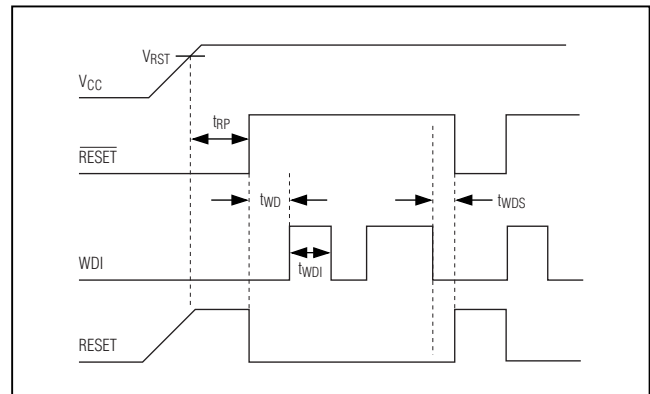 VRST
VCC
tRP
RESET
tWD
tWDS
WDI
tWDI
RESET